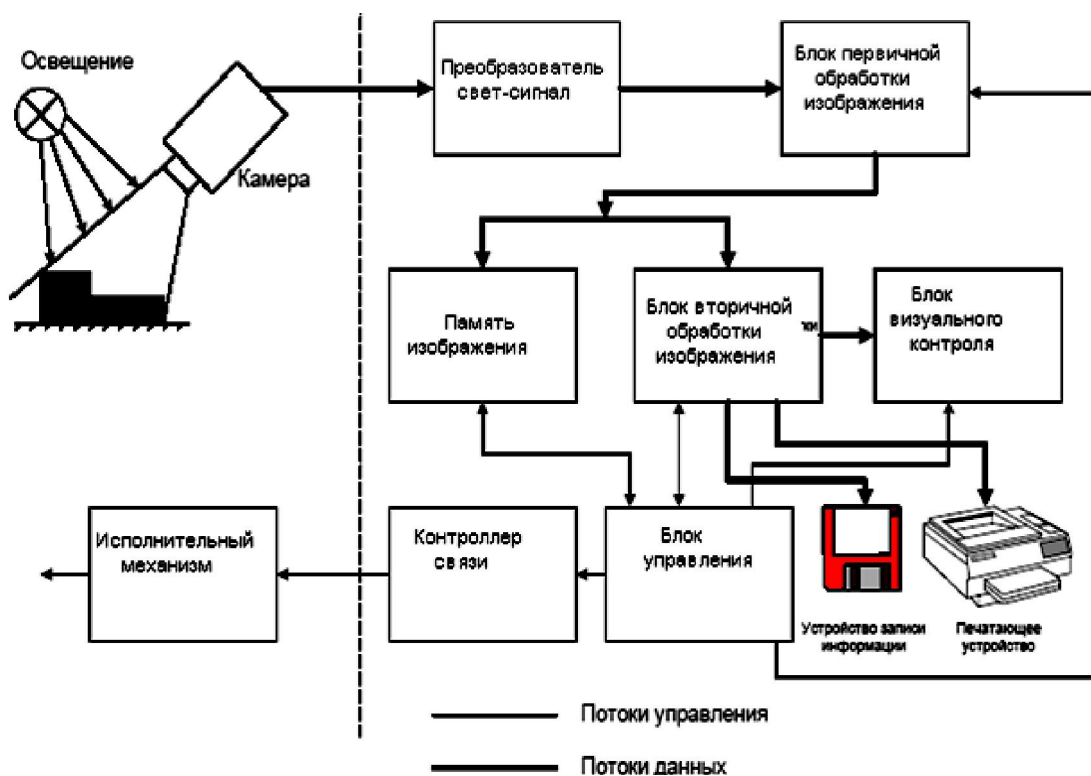 Освещение
Камера
Преобразователь
свет-сигнал
Блок первичной
обработки
изображения
Память
изображения
Блок вторичной
обработки
изображения
ки
Блок
визуального
контроля
Исполнительный
механизм
Контроллер
связи
Блок
управления
Устройство записи
информации
Печатающее
устройство
Потоки управления
Потоки данных